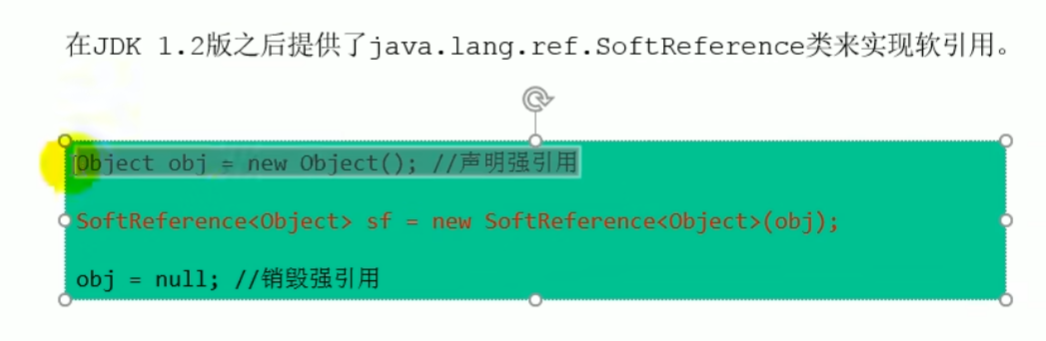 在JDK 1.2版之后提供了java.lang.ref.SoftReference类来实现软引用。
Object obj = new Object(); //声明强引用
SoftReference<Object> sf = new SoftReference<Object>(obj);
obj = null; //销毁强引用